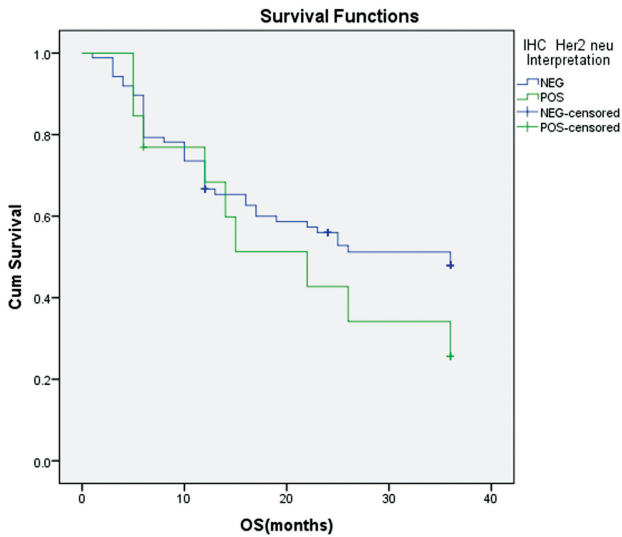 Survival Functions
IHC Her2 neu
Interpretation
NEG
POS
NEG-censored
POS-censored
Cum Survival
1.0
0.8
0.6
0.4
0.2
0.0
0 10 20 30 40
OS(months)